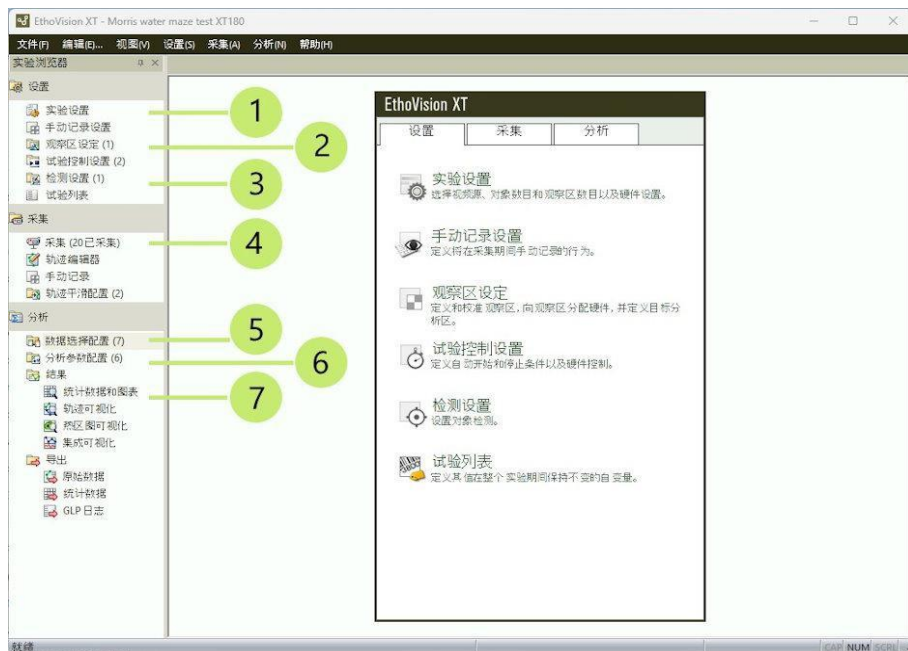 EthoVision XT - Morris water maze test XT180
文件(F) 编辑(E)... 视图(V) 设置(S) 采集(A) 分析(N) 帮助(H)
实验浏览器
设置
实验设置
手动记录设置
观察区设定 (1)
试验控制设置 (2)
检测设置 (1)
试验列表
采集
采集 (20已采集)
轨迹编辑器
手动记录
轨迹平滑配置 (2)
分析
数据选择配置 (7)
分析参数配置 (6)
结果
统计数据和图表
轨迹可视化
热区图可视化
集成可视化
导出
原始数据
统计数据
GLP 日志
1
2
3
4
5
6
7
EthoVision XT
设置 采集 分析
实验设置
选择视频源、对象数目和观察区数目以及硬件设置。
手动记录设置
定义将在采集期间手动记录的行为。
观察区设定
定义和校准观察区,向观察区分配硬件,并定义目标分
析区。
试验控制设置
定义自动开始和停止条件以及硬件控制。
检测设置
设置对象检测。
试验列表
定义其值在整个实验期间保持不变的自变量。
就绪
CAP NUM SCRL